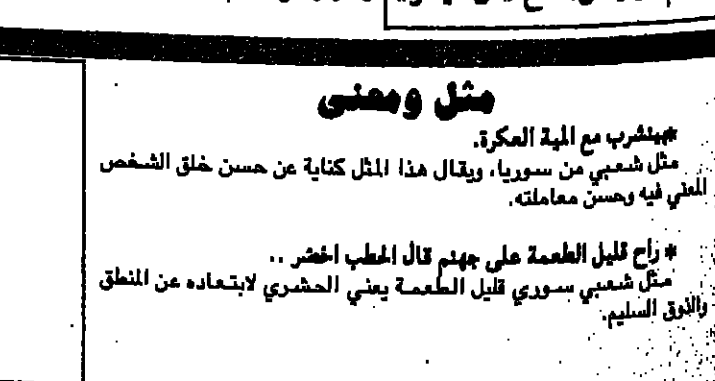 مثل ومعنى
*بينشرب مع المية العكرة.
مثل شعبي من سوريا، ويقال هذا المثل كناية عن حسن خلق الشخص
المعني فيه وحسن معاملته.
* راح قليل الطعمة على جهنم قال الحطب اخضر ..
مثل شعبي سوري قليل الطعمة يعني الحشري لابتعاده عن المنطق
والذوق السليم.